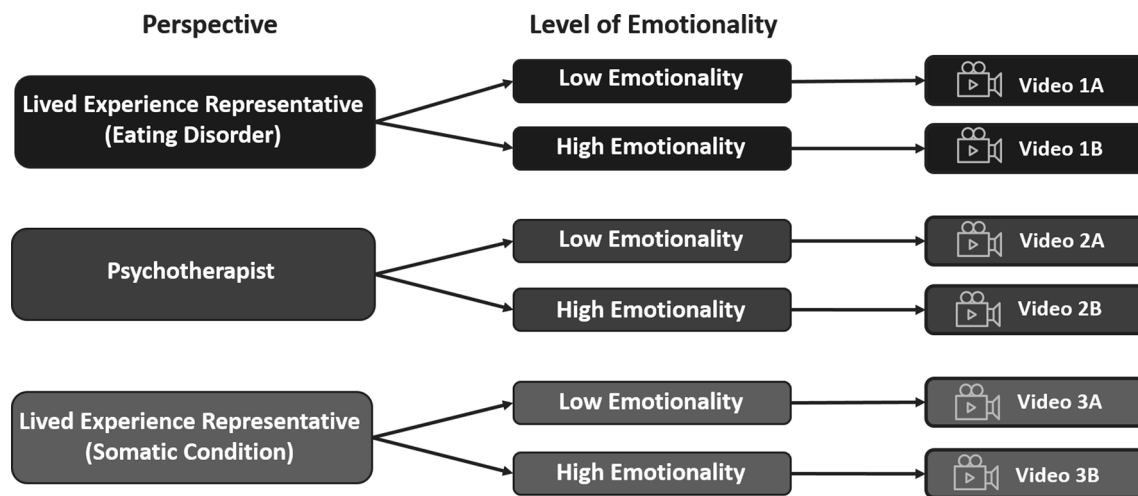 Perspective
Level of Emotionality
Lived Experience Representative
(Eating Disorder)
Low Emotionality
Video 1A
High Emotionality
Video 1B
Psychotherapist
Low Emotionality
Video 2A
High Emotionality
Video 2B
Lived Experience Representative
(Somatic Condition)
Low Emotionality
Video 3A
High Emotionality
Video 3B